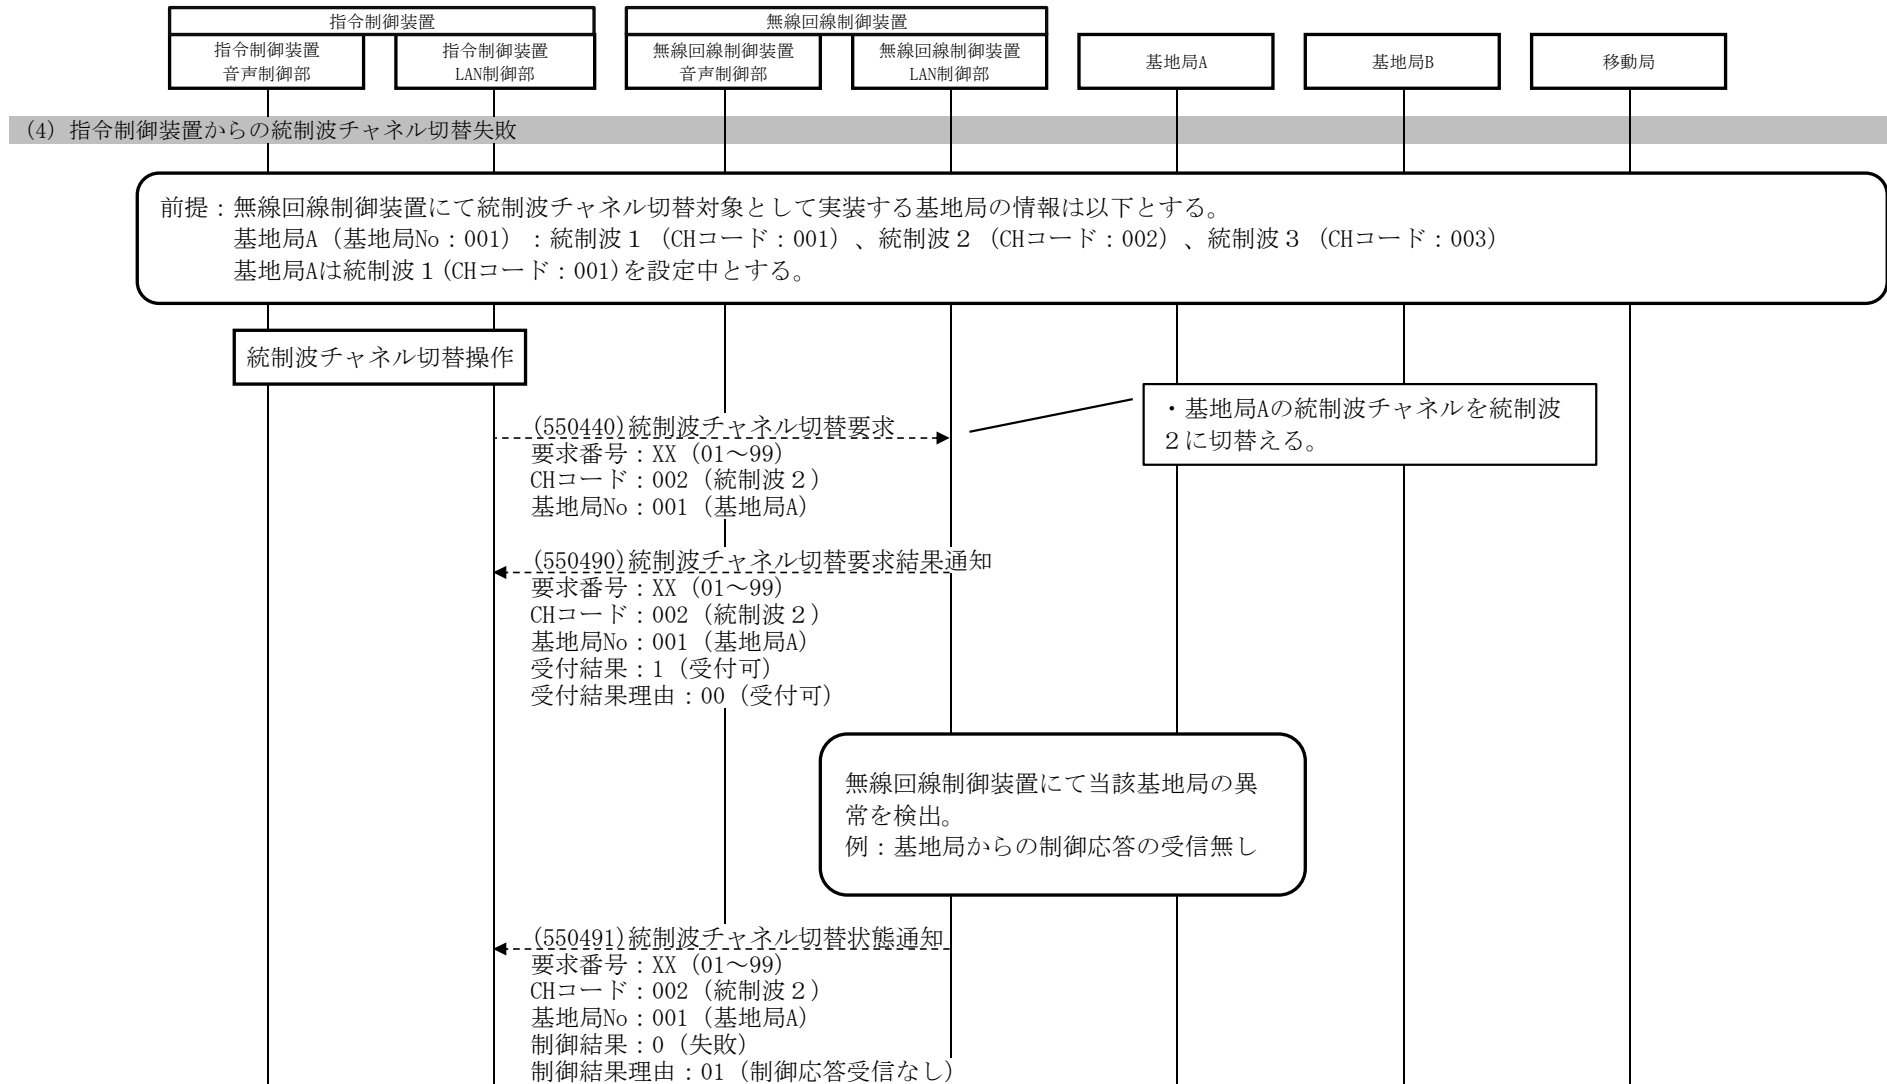 指令制御装置
無線回線制御装置
指令制御装置
音声制御部
指令制御装置
LAN制御部
無線回線制御装置
音声制御部
無線回線制御装置
LAN制御部
基地局A
基地局B
移動局
(4) 指令制御装置からの統制波チャネル切替失敗
前提：無線回線制御装置にて統制波チャネル切替対象として実装する基地局の情報は以下とする。
基地局A（基地局No：001）：統制波１（CHコード：001）、統制波２（CHコード：002）、統制波３（CHコード：003）
基地局Aは統制波１(CHコード：001)を設定中とする。
統制波チャネル切替操作
(550440)統制波チャネル切替要求
要求番号：XX（01～99）
CHコード：002（統制波２）
基地局No：001（基地局A）
・基地局Aの統制波チャネルを統制波
２に切替える。
(550490)統制波チャネル切替要求結果通知
要求番号：XX（01～99）
CHコード：002（統制波２）
基地局No：001（基地局A）
受付結果：1（受付可）
受付結果理由：00（受付可）
無線回線制御装置にて当該基地局の異
常を検出。
例：基地局からの制御応答の受信無し
(550491)統制波チャネル切替状態通知
要求番号：XX（01～99）
CHコード：002（統制波２）
基地局No：001（基地局A）
制御結果：0（失敗）
制御結果理由：01（制御応答受信なし）